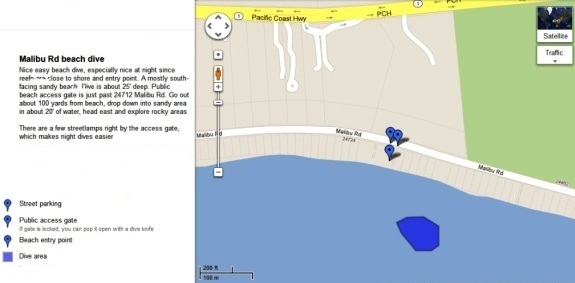 Pacific Coast Hwy
PCH
PCH
1
1
Satellite
Traffic
Malibu Rd beach dive
Nice easy beach dive, especially nice at night since
close to shore and entry point. A mostly south-
facing sandy beach. Dive is about 25' deep. Public
beach access gate is just past 24712 Malibu Rd. Go out
about 100 yards from beach, drop down into sandy area
in about 20' of water, head east and explore rocky areas
There are a few streetlamps right by the access gate,
which makes night dives easier
Malibu Rd
Malibu Rd
24724
Malibu Rd
Street parking
Public access gate
If gate is locked, you can pop it open with a dive knife
Beach entry point
Dive area
200 ft
100 m